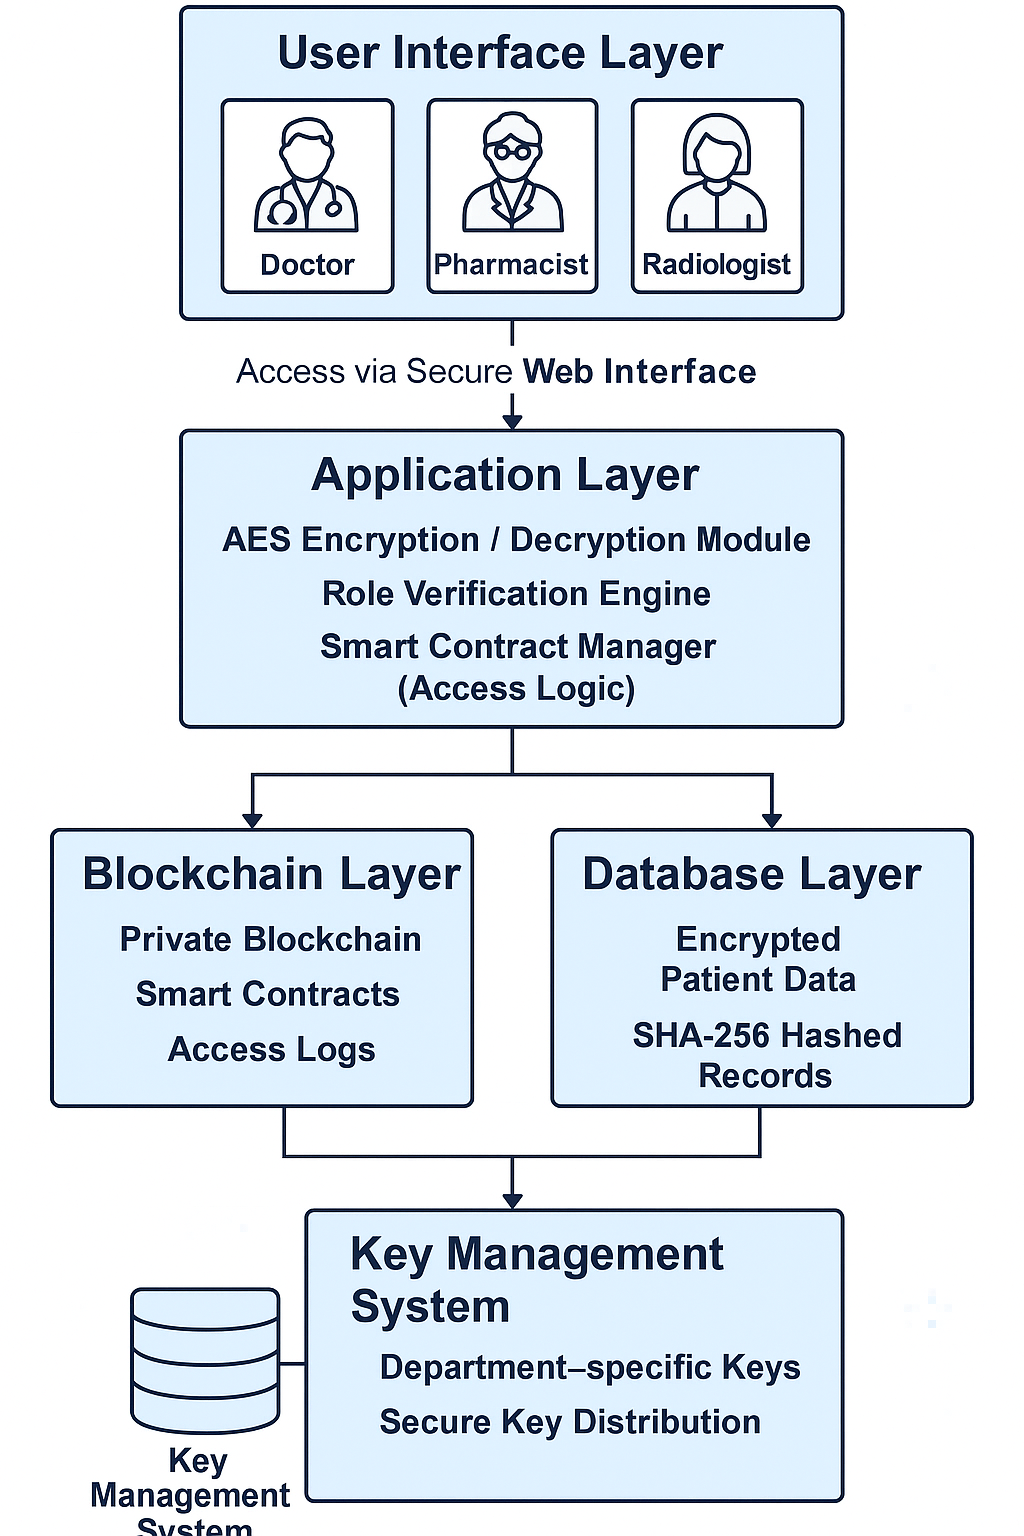 User Interface Layer
Doctor
Pharmacist
Radiologist
Access via Secure Web Interface
Application Layer
AES Encryption / Decryption Module
Role Verification Engine
Smart Contract Manager
(Access Logic)
Blockchain Layer
Private Blockchain
Smart Contracts
Access Logs
Database Layer
Encrypted
Patient Data
SHA-256 Hashed
Records
Key Management
System
Department–specific Keys
Secure Key Distribution
Key
Management
System